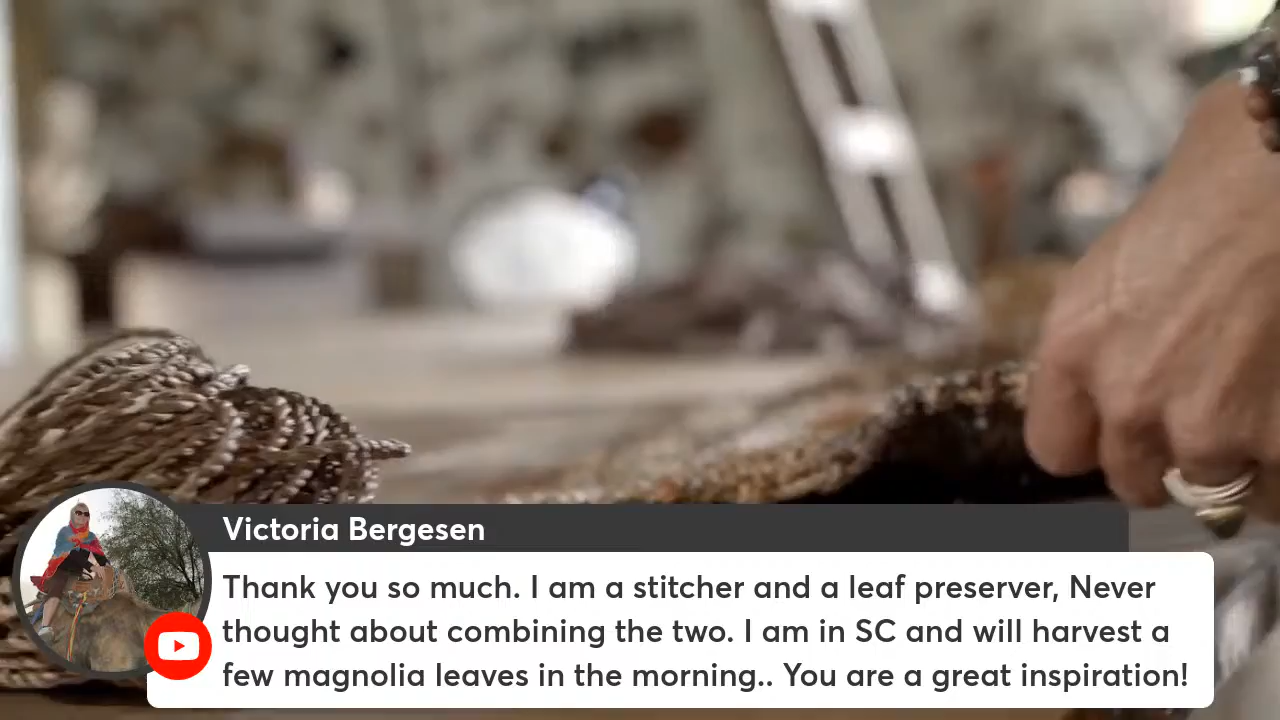 Victoria Bergesen
Thank you so much. I am a stitcher and a leaf preserver, Never
thought about combining the two. I am in SC and will harvest a
few magnolia leaves in the morning.. You are a great inspiration!